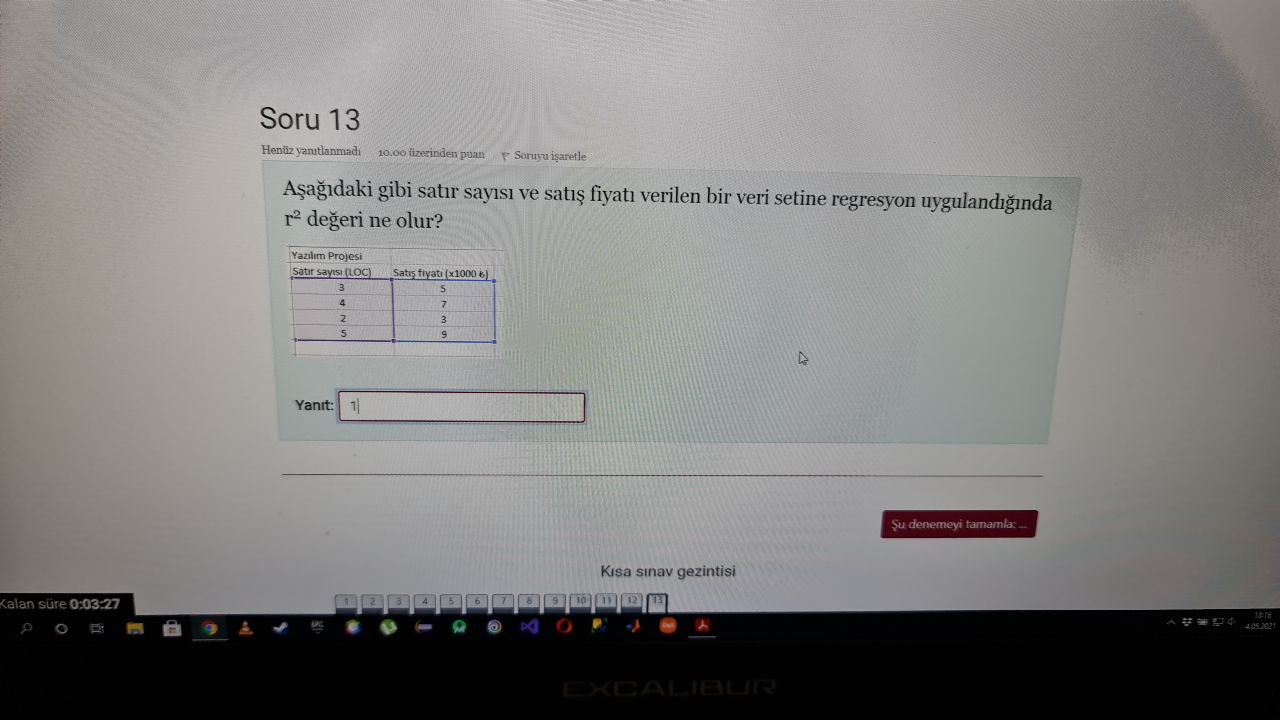 Soru 13
Henüz yanıtlanmadı 10.00 üzerinden puan Soruyu işaretle
Aşağıdaki gibi satır sayısı ve satış fiyatı verilen bir veri setine regresyon uygulandığında
r² değeri ne olur?
Yazılım Projesi
Satır sayısı (LOC) Satış fiyatı (x1000 ₺)
3 5
4 7
2 3
5 9
Yanıt: 1
Şu denemeyi tamamla: ...
Kısa sınav gezintisi
Kalan süre 0:03:27
1 2 3 4 5 6 7 8 9 10 11 12 13
18:16
4.05.2021
EXCALIBUR